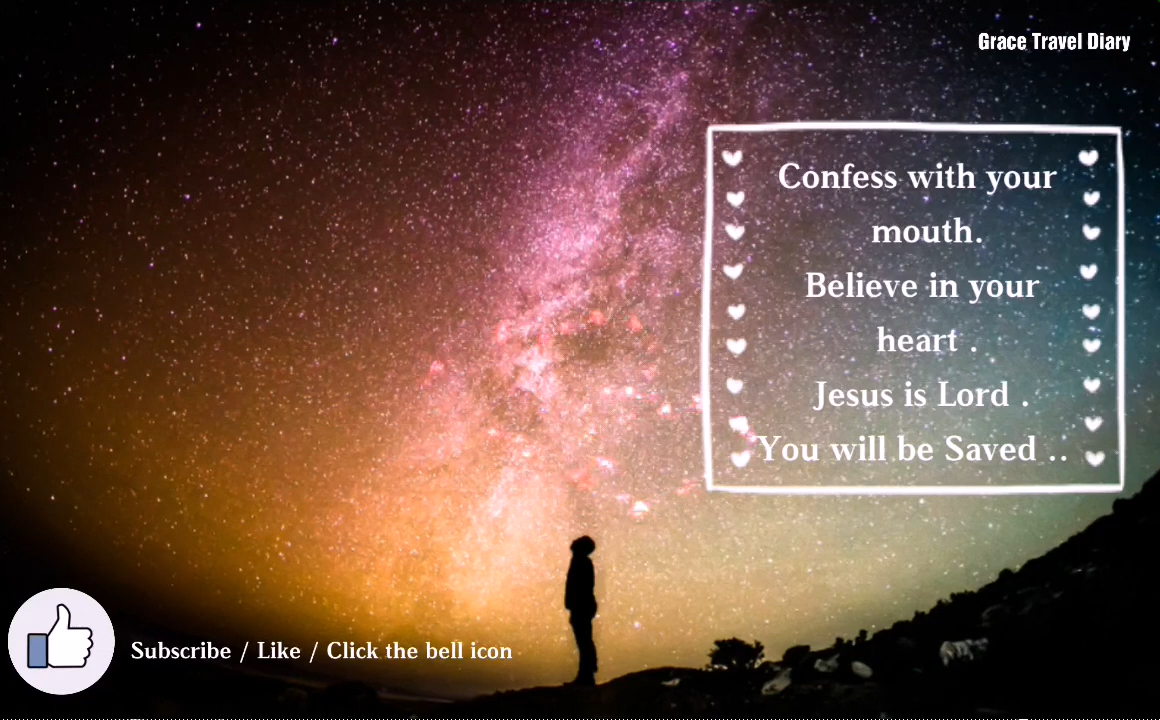 Grace Travel Diary
Confess with your
mouth.
Believe in your
heart .
Jesus is Lord .
You will be Saved ..
Subscribe / Like / Click the bell icon